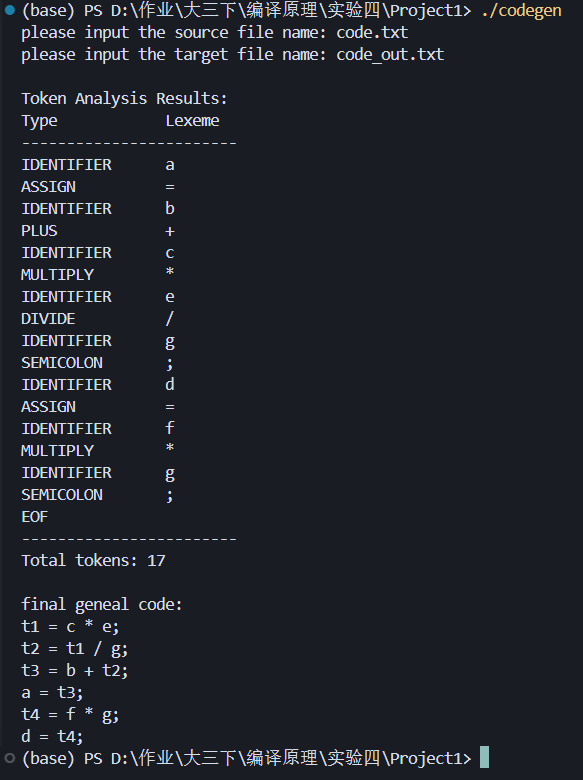 (base) PS D:\作业\大三下\编译原理\实验四\Project1> ./codegen
please input the source file name: code.txt
please input the target file name: code_out.txt
Token Analysis Results:
Type Lexeme
------------------------
IDENTIFIER a
ASSIGN =
IDENTIFIER b
PLUS +
IDENTIFIER c
MULTIPLY *
IDENTIFIER e
DIVIDE /
IDENTIFIER g
SEMICOLON ;
IDENTIFIER d
ASSIGN =
IDENTIFIER f
MULTIPLY *
IDENTIFIER g
SEMICOLON ;
EOF
------------------------
Total tokens: 17
final geneal code:
t1 = c * e;
t2 = t1 / g;
t3 = b + t2;
a = t3;
t4 = f * g;
d = t4;
(base) PS D:\作业\大三下\编译原理\实验四\Project1>